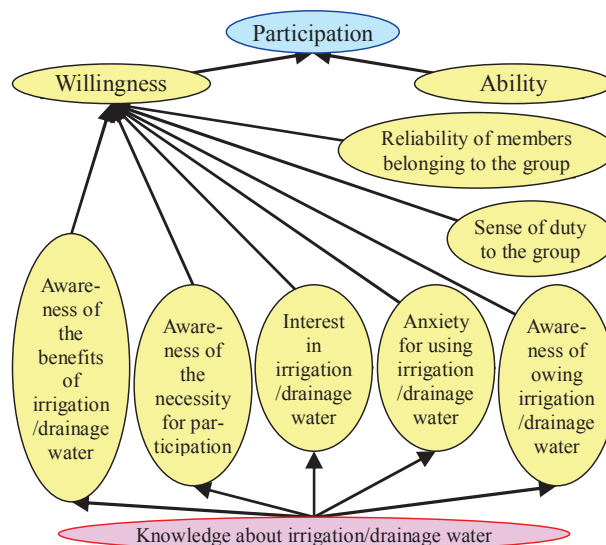 Participation
Willingness
Ability
Reliability of members
belonging to the group
Sense of duty
to the group
Aware-
ness of
the
benefits
of
irrigation
/drainage
water
Aware-
ness of
the
necessity
for par-
ticipation
Interest
in
irrigation
/drainage
water
Anxiety
for using
irrigation
/drainage
water
Aware-
ness of
owing
irrigation
/drainage
water
Knowledge about irrigation/drainage water